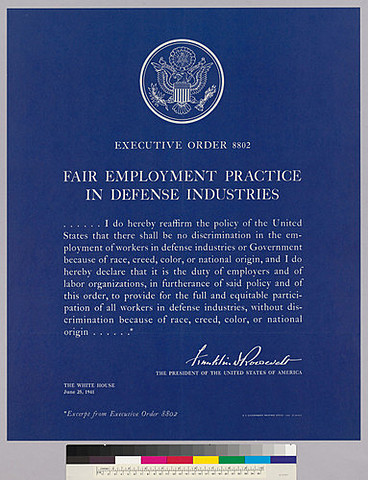 EXECUTIVE ORDER 8802
FAIR EMPLOYMENT PRACTICE
IN DEFENSE INDUSTRIES
. . . . . . I do hereby reaffirm the policy of the United
States that there shall be no discrimination in the em-
ployment of workers in defense industries or Government
because of race, creed, color, or national origin, and I do
hereby declare that it is the duty of employers and of
labor organizations, in furtherance of said policy and of
this order, to provide for the full and equitable partici-
pation of all workers in defense industries, without dis-
crimination because of race, creed, color, or national
origin . . . . . .*
Franklin D Roosevelt
THE PRESIDENT OF THE UNITED STATES OF AMERICA
THE WHITE HOUSE
June 25, 1941
*Excerpt from Executive Order 8802